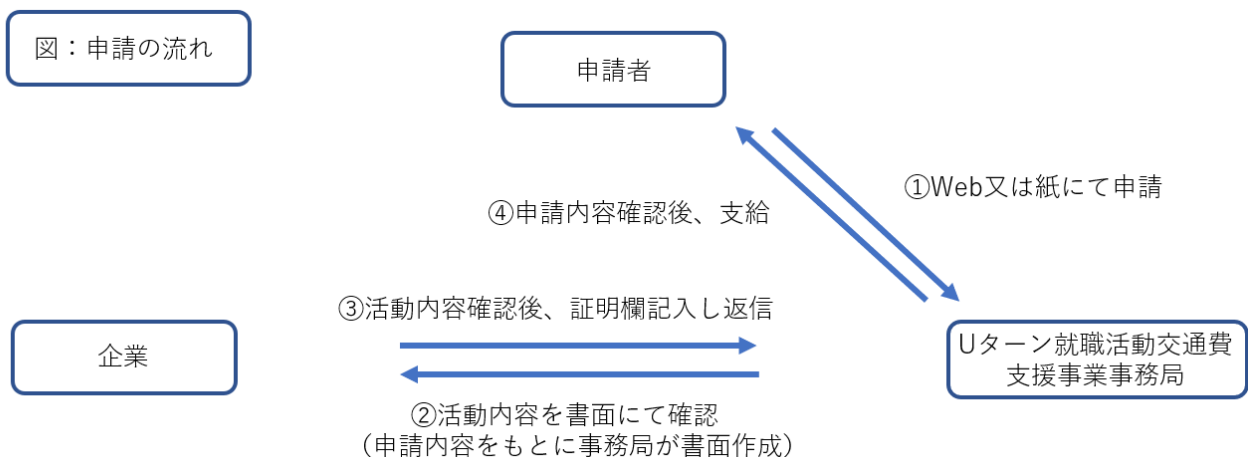 図：申請の流れ
申請者
①Web又は紙にて申請
④申請内容確認後、支給
③活動内容確認後、証明欄記入し返信
企業
Uターン就職活動交通費
支援事業事務局
②活動内容を書面にて確認
（申請内容をもとに事務局が書面作成）